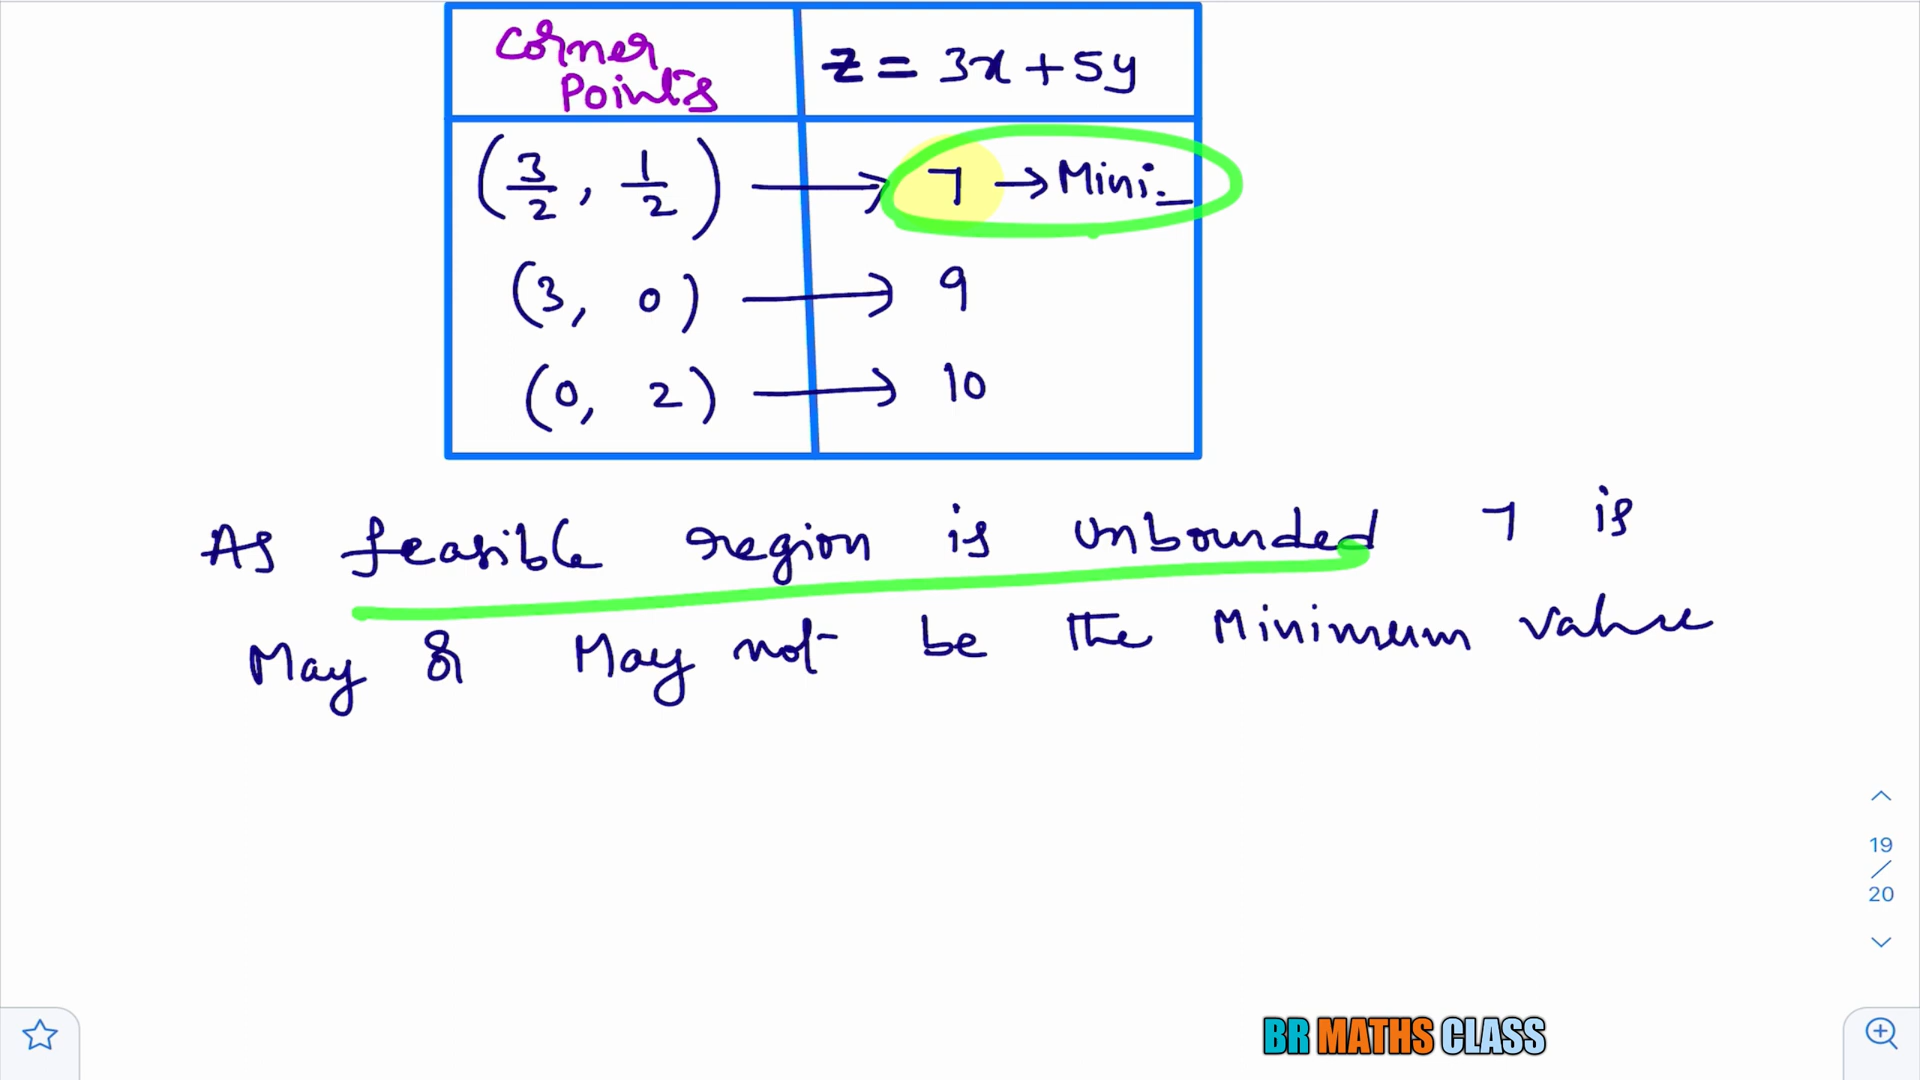 Corner Points
z = 3x + 5y
(3/2, 1/2) → 7 → Mini.
(3, 0) → 9
(0, 2) → 10
As feasible region is unbounded 7 is
May or May not be the Minimum value
19
/
20
BR MATHS CLASS